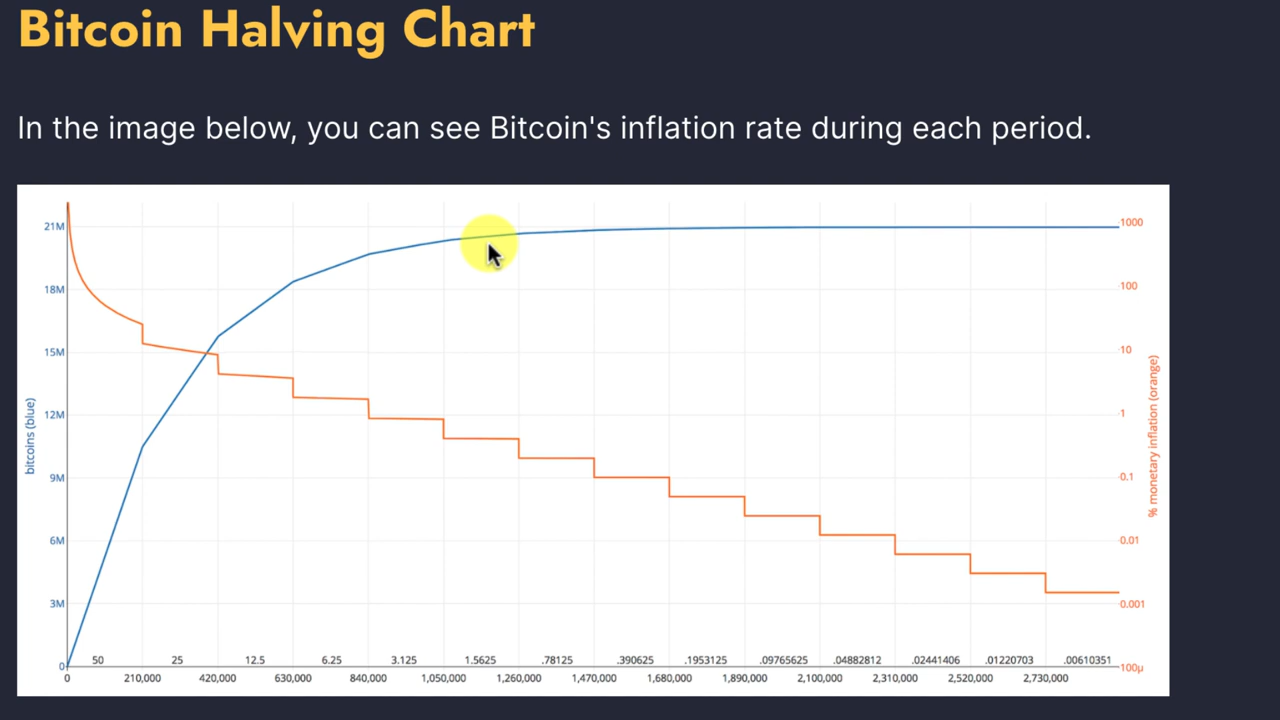 Bitcoin Halving Chart
In the image below, you can see Bitcoin's inflation rate during each period.
21M
18M
15M
12M
9M
6M
3M
0
bitcoins (blue)
1000
100
10
1
0.1
0.01
0.001
100µ
% monetary inflation (orange)
50 25 12.5 6.25 3.125 1.5625 .78125 .390625 .1953125 .09765625 .04882812 .02441406 .01220703 .00610351
0 210,000 420,000 630,000 840,000 1,050,000 1,260,000 1,470,000 1,680,000 1,890,000 2,100,000 2,310,000 2,520,000 2,730,000